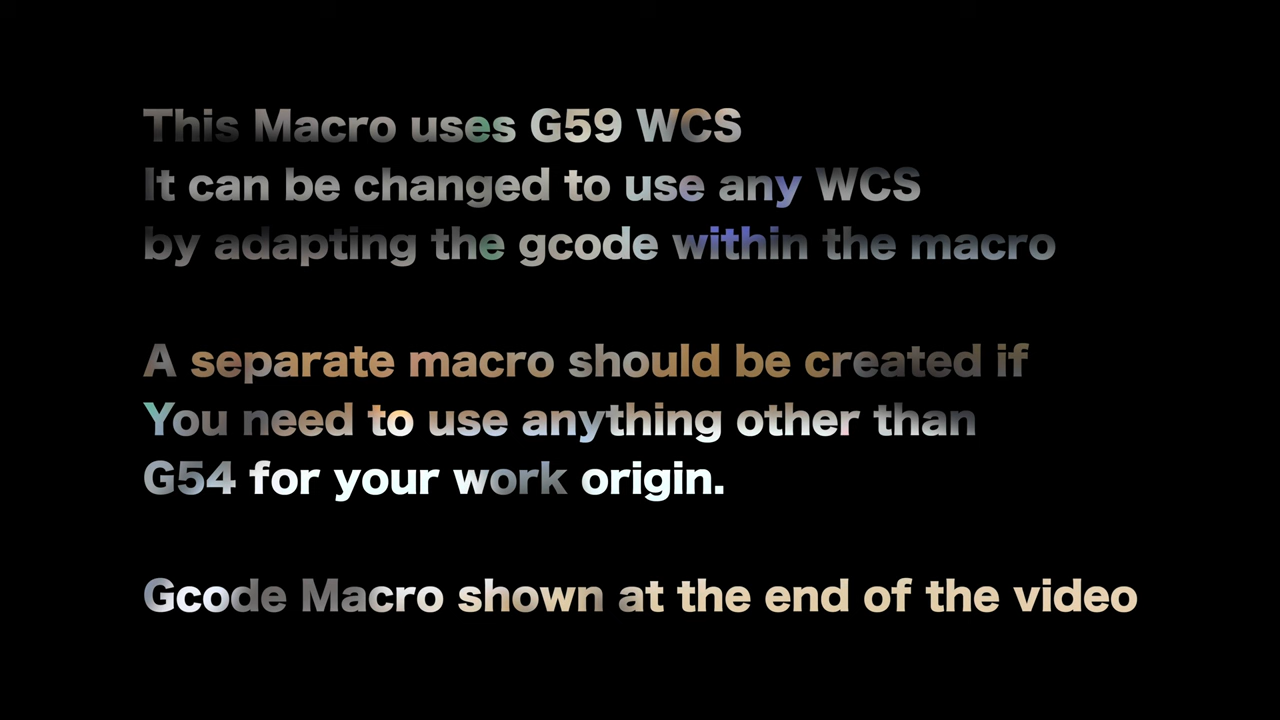 This Macro uses G59 WCS
It can be changed to use any WCS
by adapting the gcode within the macro
A separate macro should be created if
You need to use anything other than
G54 for your work origin.
Gcode Macro shown at the end of the video